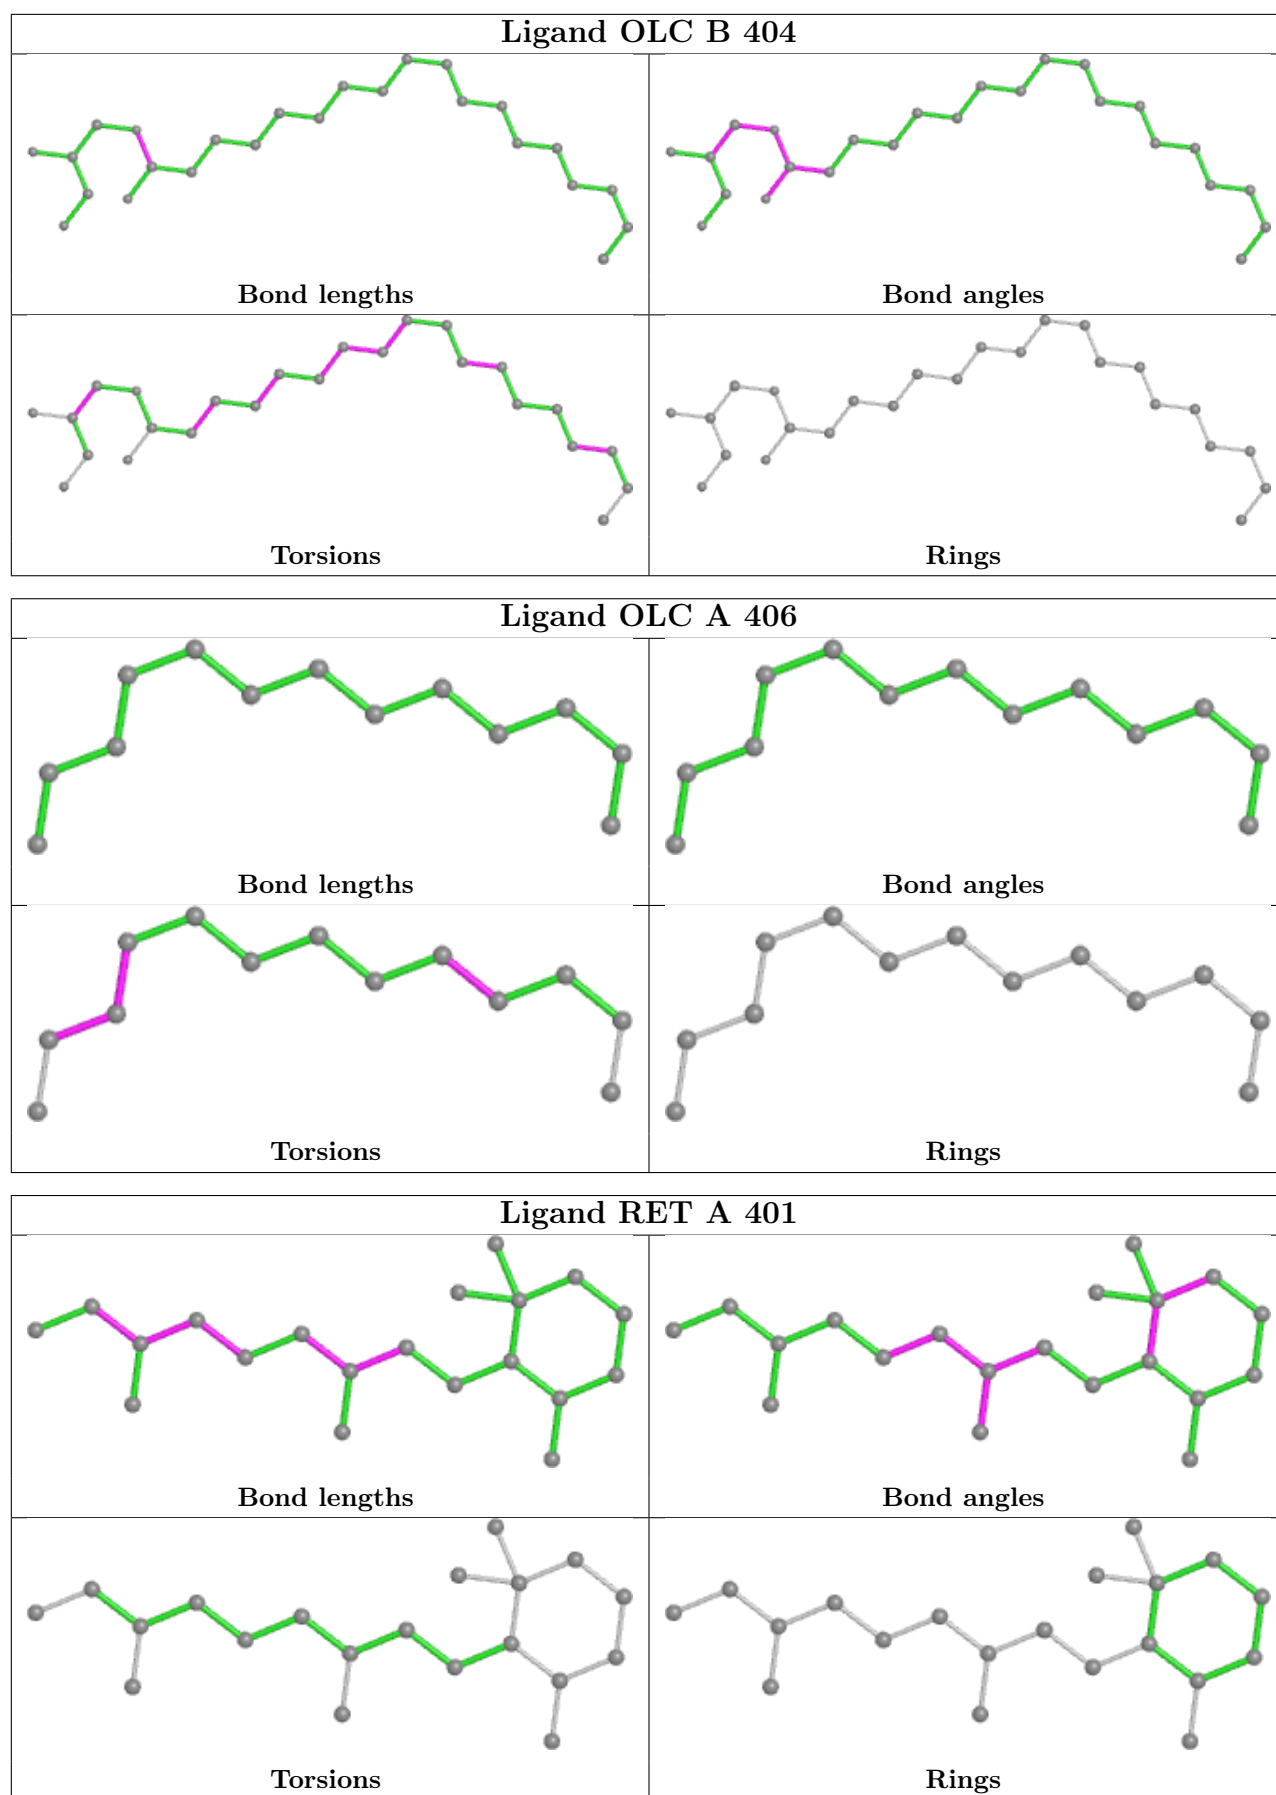 Ligand OLC B 404
Bond lengths
Bond angles
Torsions
Rings
Ligand OLC A 406
Bond lengths
Bond angles
Torsions
Rings
Ligand RET A 401
Bond lengths
Bond angles
Torsions
Rings